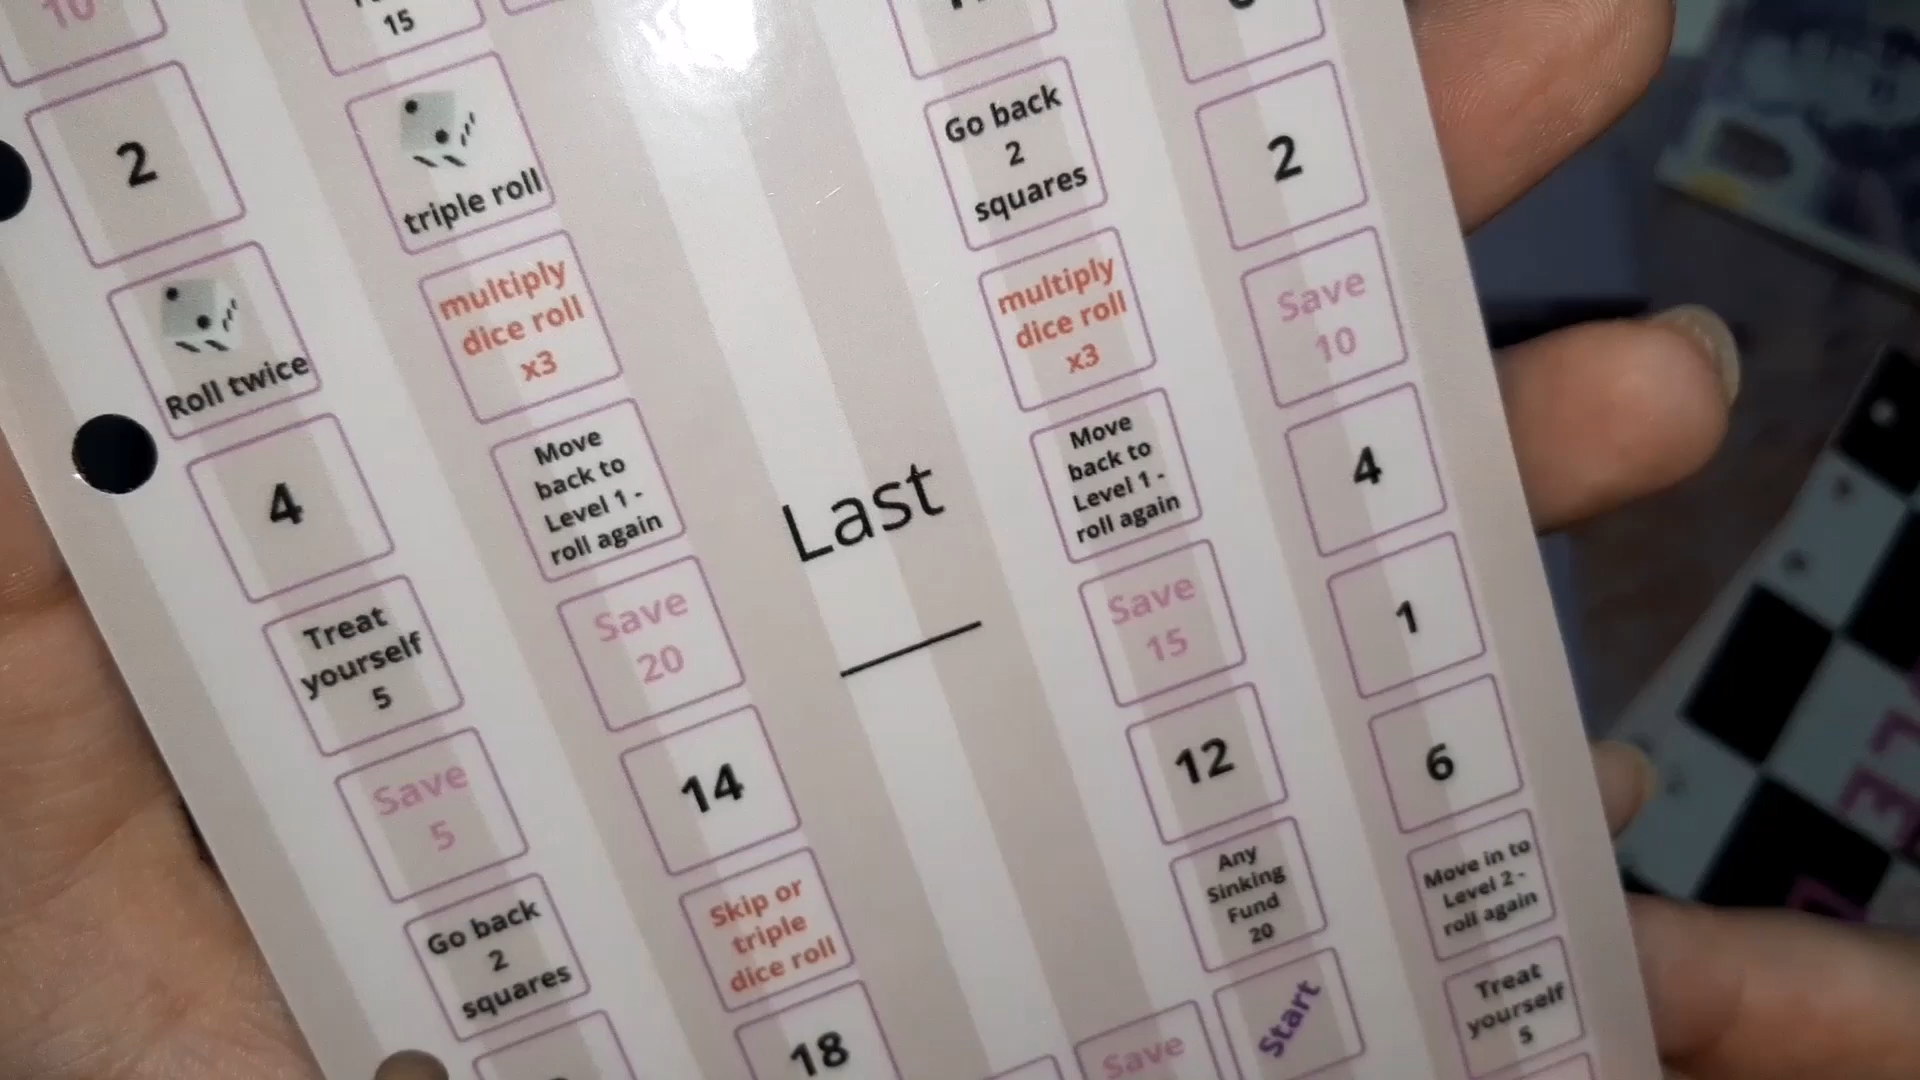 10
2
Roll twice
4
Treat
yourself
5
Save
5
Go back
2
squares
15
triple roll
multiply
dice roll
x3
Move
back to
Level 1 -
roll again
Save
20
14
Skip or
triple
dice roll
18
Last
Go back
2
squares
multiply
dice roll
x3
Move
back to
Level 1 -
roll again
Save
15
12
Any
Sinking
Fund
20
Start
Save
2
Save
10
4
1
6
Move in to
Level 2 -
roll again
Treat
yourself
5